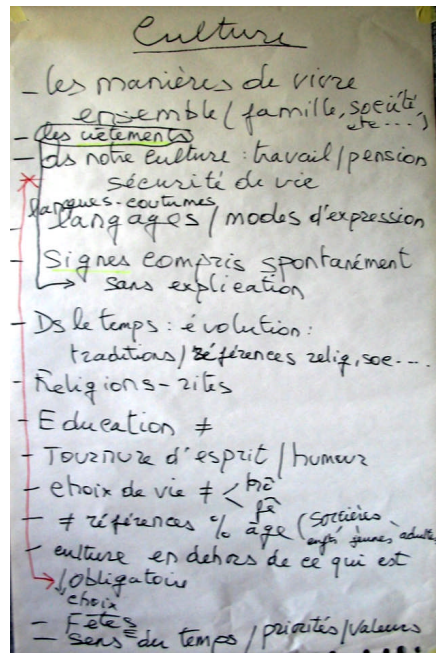 Culture
- les manières de vivre
ensemble (famille, société
etc....)
- les vêtements
- ds notre culture : travail/pension
sécurité de vie
langues-coutumes
- langages/modes d'expression
- Signes compris spontanément
→ sans explication
- Ds le temps : évolution :
traditions/références relig, soc....
- Religions-rites
- Education ≠
- Tournure d'esprit/humeur
- choix de vie ≠ <
- ≠ références % âge (
jeunes, adultes
- culture en dehors de ce qui est
obligatoire
choix
- Fêtes
- Sens du temps/priorités/valeurs